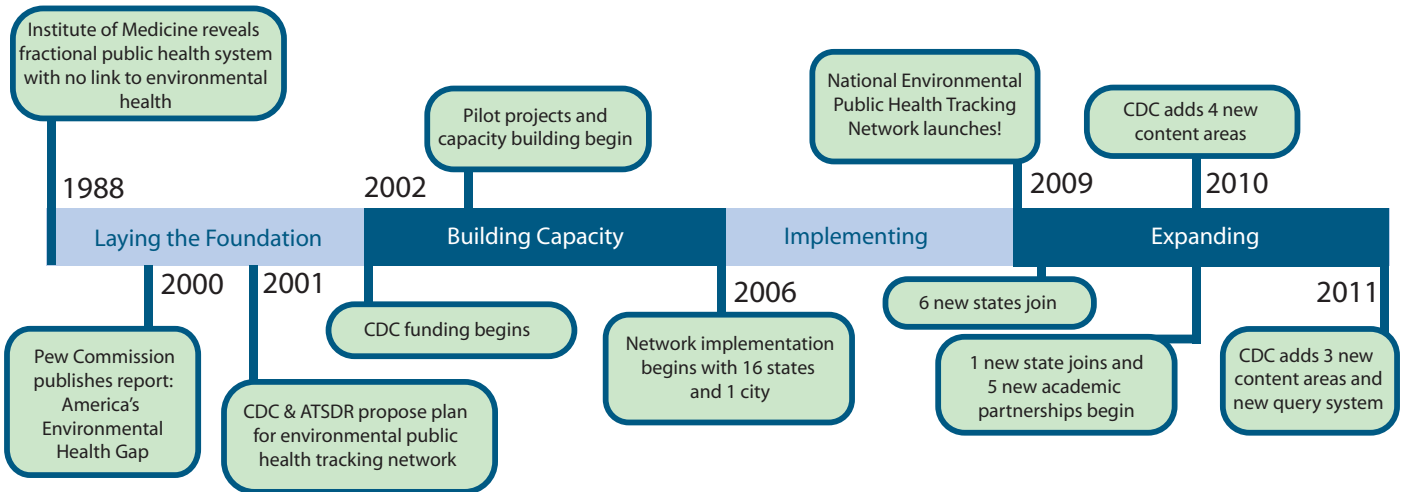 Institute of Medicine reveals
fractional public health system
with no link to environmental
health
Pilot projects and
capacity building begin
National Environmental
Public Health Tracking
Network launches!
CDC adds 4 new
content areas
1988
2002
2009
2010
Laying the Foundation
Building Capacity
Implementing
Expanding
2000
2001
2006
2011
Pew Commission
publishes report:
America's
Environmental
Health Gap
CDC & ATSDR propose plan
for environmental public
health tracking network
CDC funding begins
Network implementation
begins with 16 states
and 1 city
6 new states join
1 new state joins and
5 new academic
partnerships begin
CDC adds 3 new
content areas and
new query system